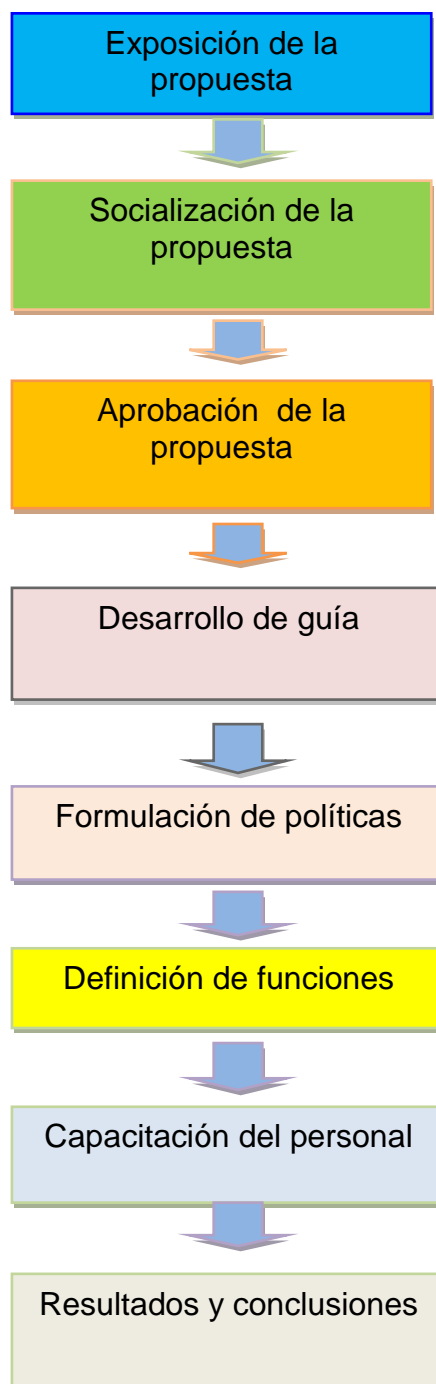 Exposición de la
propuesta
Socialización de la
propuesta
Aprobación  de la
propuesta
Desarrollo de guía
Formulación de políticas
Definición de funciones
Capacitación del personal
Resultados y conclusiones